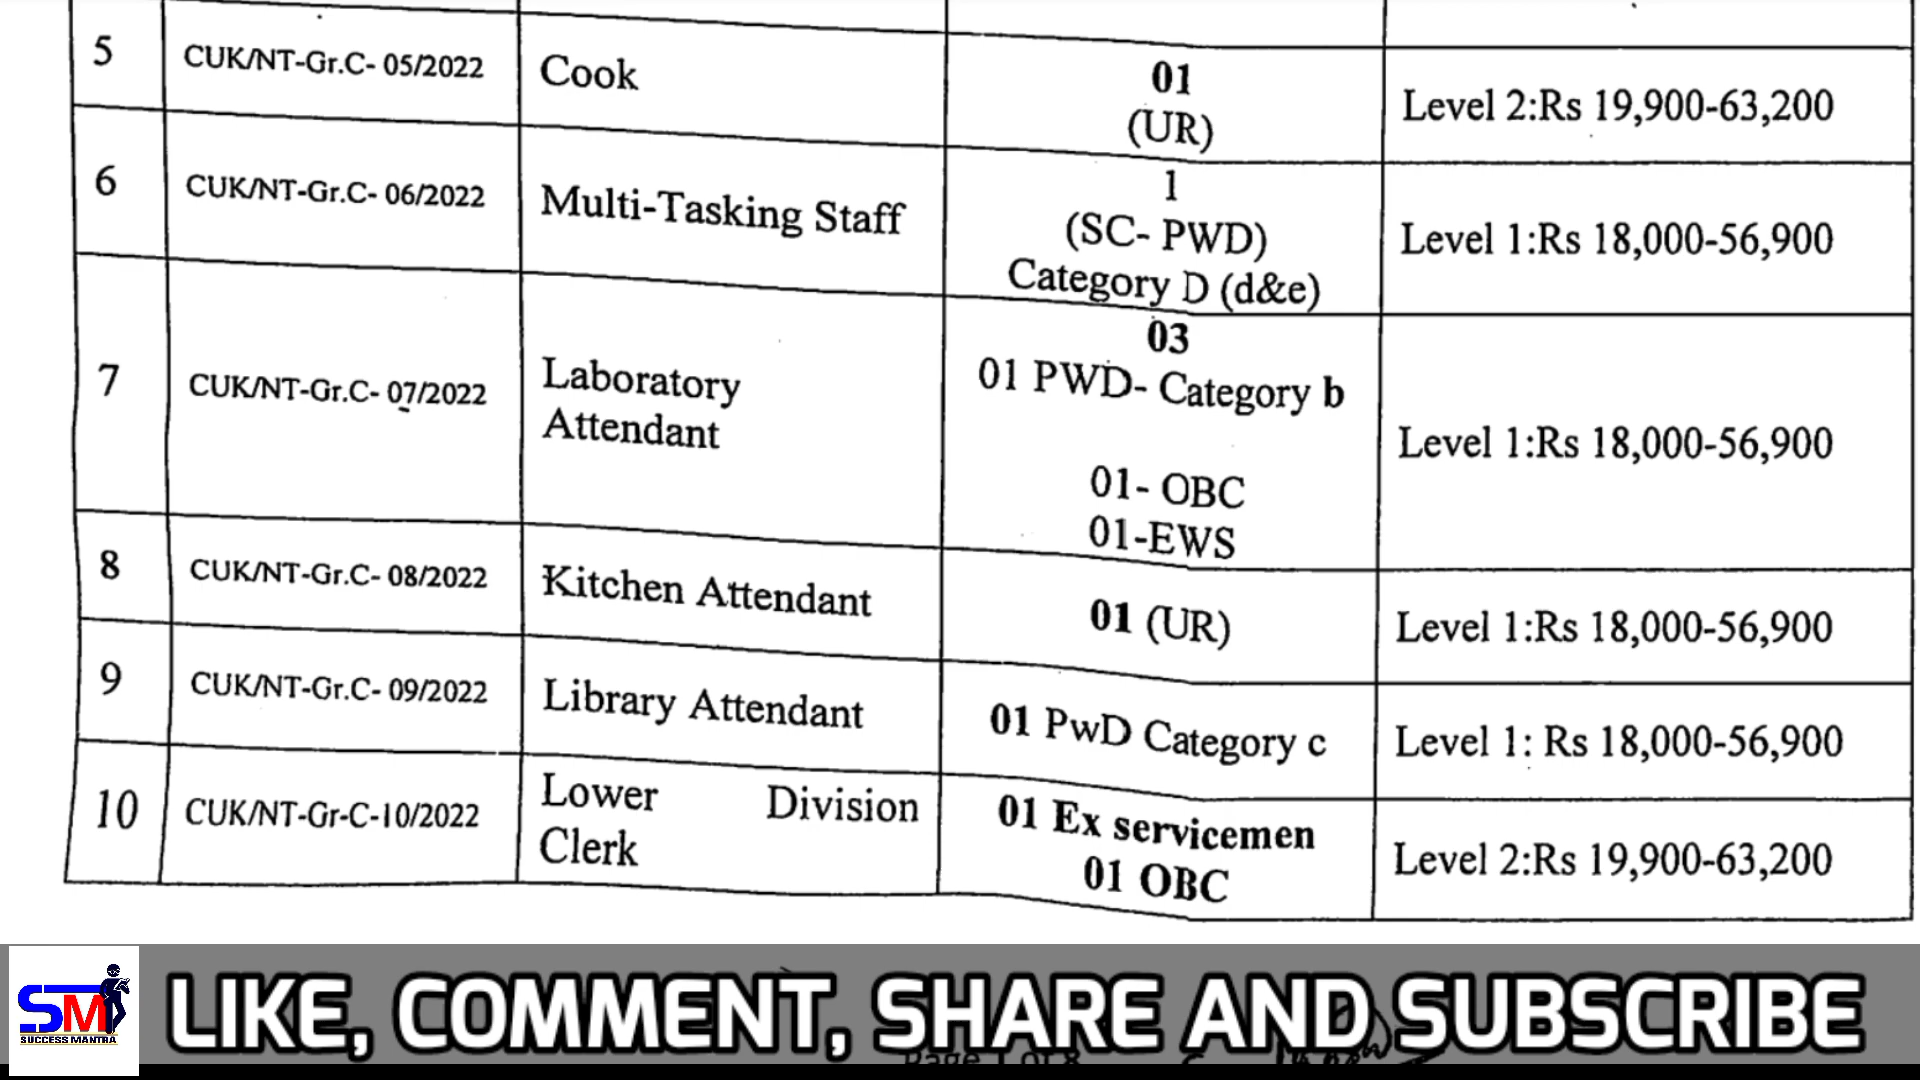 5 CUK/NT-Gr.C- 05/2022 Cook 01 Level 2:Rs 19,900-63,200
(UR)
6 CUK/NT-Gr.C- 06/2022 Multi-Tasking Staff 1 Level 1:Rs 18,000-56,900
(SC- PWD)
Category D (d&e)
7 CUK/NT-Gr.C- 07/2022 Laboratory 03 Level 1:Rs 18,000-56,900
Attendant 01 PWD- Category b
01- OBC
01-EWS
8 CUK/NT-Gr.C- 08/2022 Kitchen Attendant 01 (UR) Level 1:Rs 18,000-56,900
9 CUK/NT-Gr.C- 09/2022 Library Attendant 01 PwD Category c Level 1: Rs 18,000-56,900
10 CUK/NT-Gr-C-10/2022 Lower Division 01 Ex servicemen Level 2:Rs 19,900-63,200
Clerk 01 OBC
SM
SUCCESS MANTRA
LIKE, COMMENT, SHARE AND SUBSCRIBE
Page 1 of 8